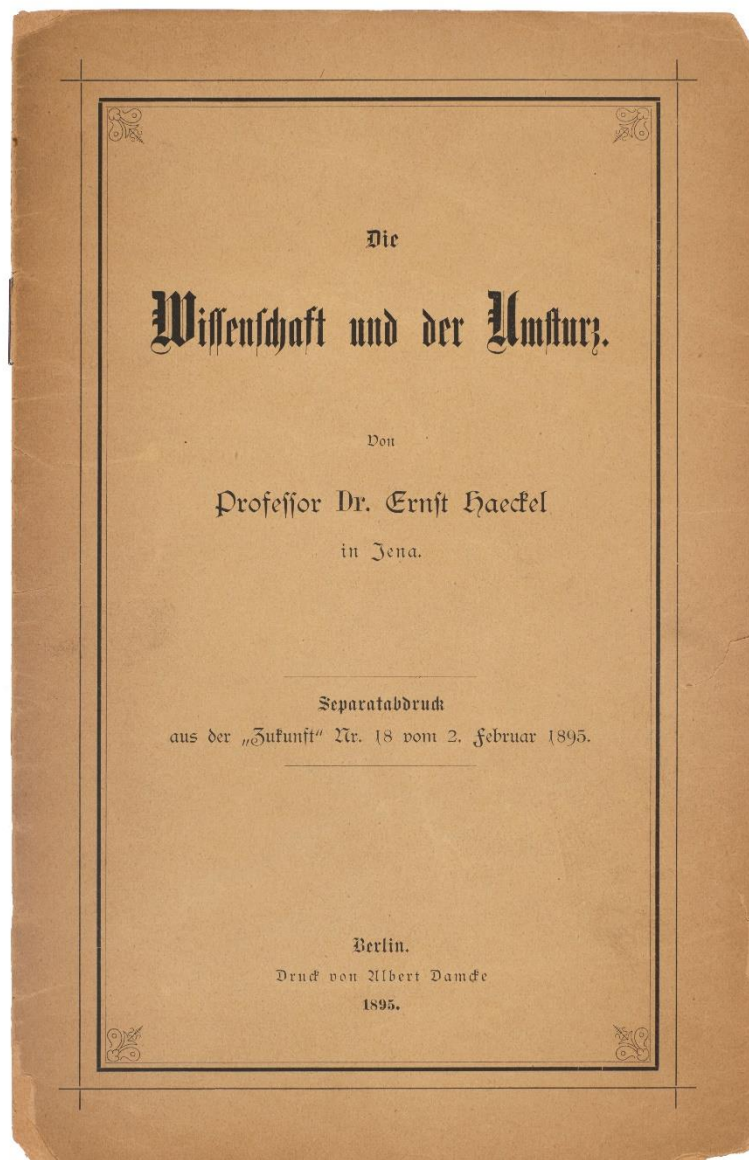 Die
Wissenschaft und der Umsturz.
Von
Professor Dr. Ernst Haeckel
in Jena.
Separatabdruck
aus der „Zukunft“ Nr. 18 vom 2. Februar 1895.
Berlin.
Druck von Albert Damcke
1895.